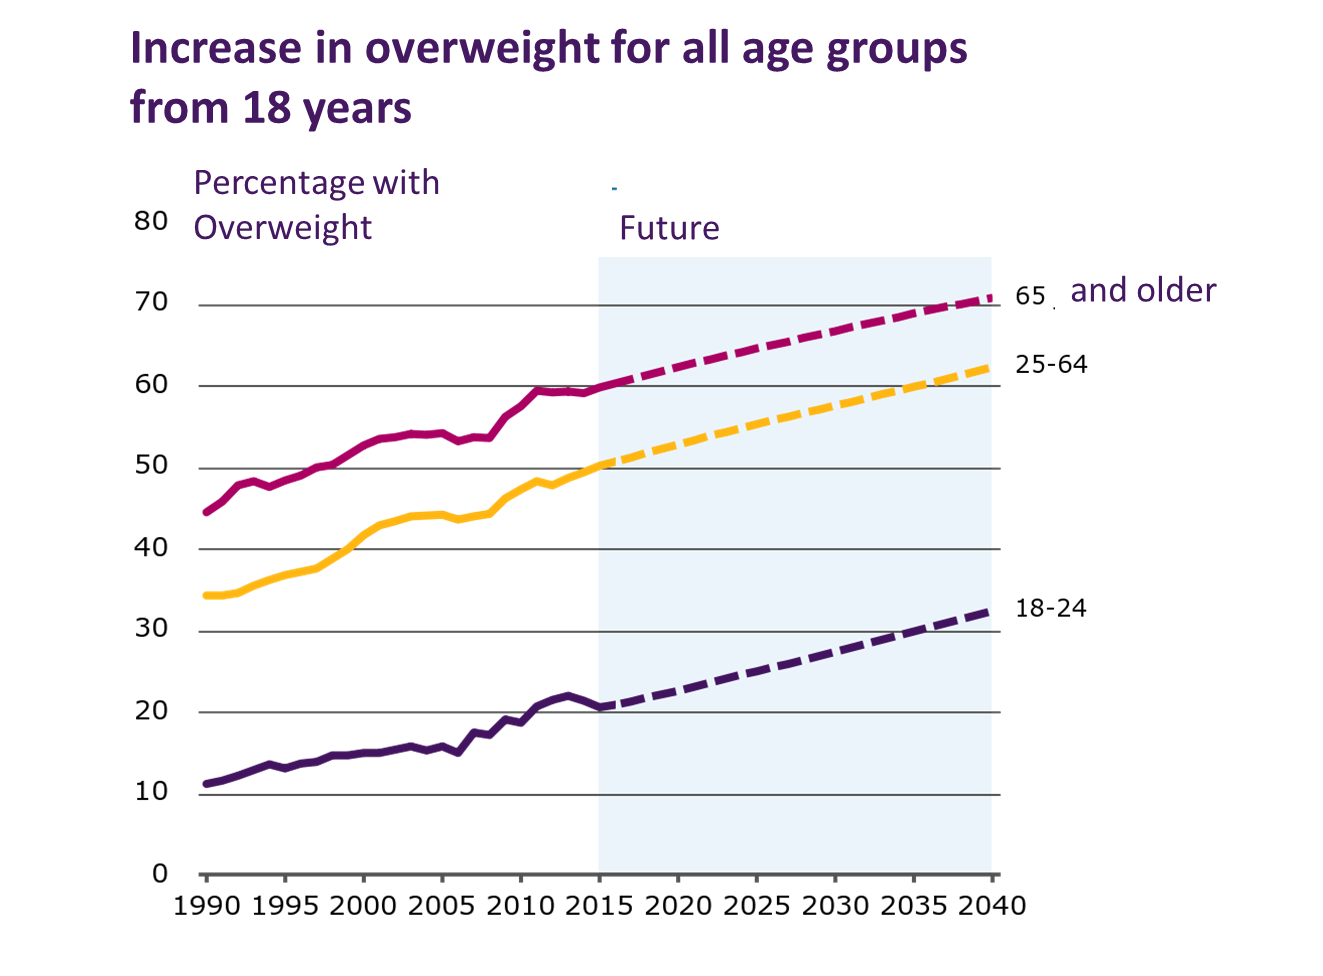 Increase in overweight for all age groups
from 18 years
Percentage with
Overweight
Future
80
70
60
50
40
30
20
10
0
65 and older
25-64
18-24
1990 1995 2000 2005 2010 2015 2020 2025 2030 2035 2040